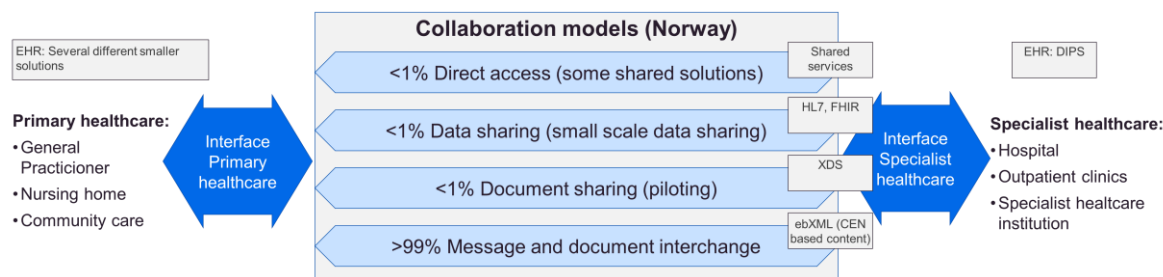 Collaboration models (Norway)
EHR: Several different smaller
solutions
Primary healthcare:
• General
Practitioner
• Nursing home
• Community care
Interface
Primary
healthcare
<1% Direct access (some shared solutions)
Shared
services
<1% Data sharing (small scale data sharing)
HL7, FHIR
<1% Document sharing (piloting)
XDS
>99% Message and document interchange
ebXML (CEN
based content)
Interface
Specialist
healthcare
EHR: DIPS
Specialist healthcare:
• Hospital
• Outpatient clinics
• Specialist healtcare
institution